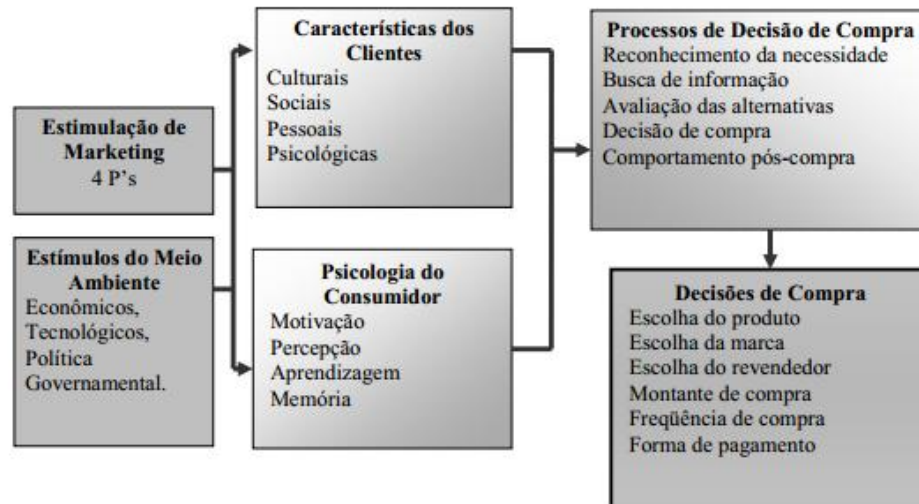 Estimulação de
Marketing
4 P’s
Estímulos do Meio
Ambiente
Econômicos,
Tecnológicos,
Política
Governamental.
Características dos
Clientes
Culturais
Sociais
Pessoais
Psicológicas
Psicologia do
Consumidor
Motivação
Percepção
Aprendizagem
Memória
Processos de Decisão de Compra
Reconhecimento da necessidade
Busca de informação
Avaliação das alternativas
Decisão de compra
Comportamento pós-compra
Decisões de Compra
Escolha do produto
Escolha da marca
Escolha do revendedor
Montante de compra
Freqüência de compra
Forma de pagamento